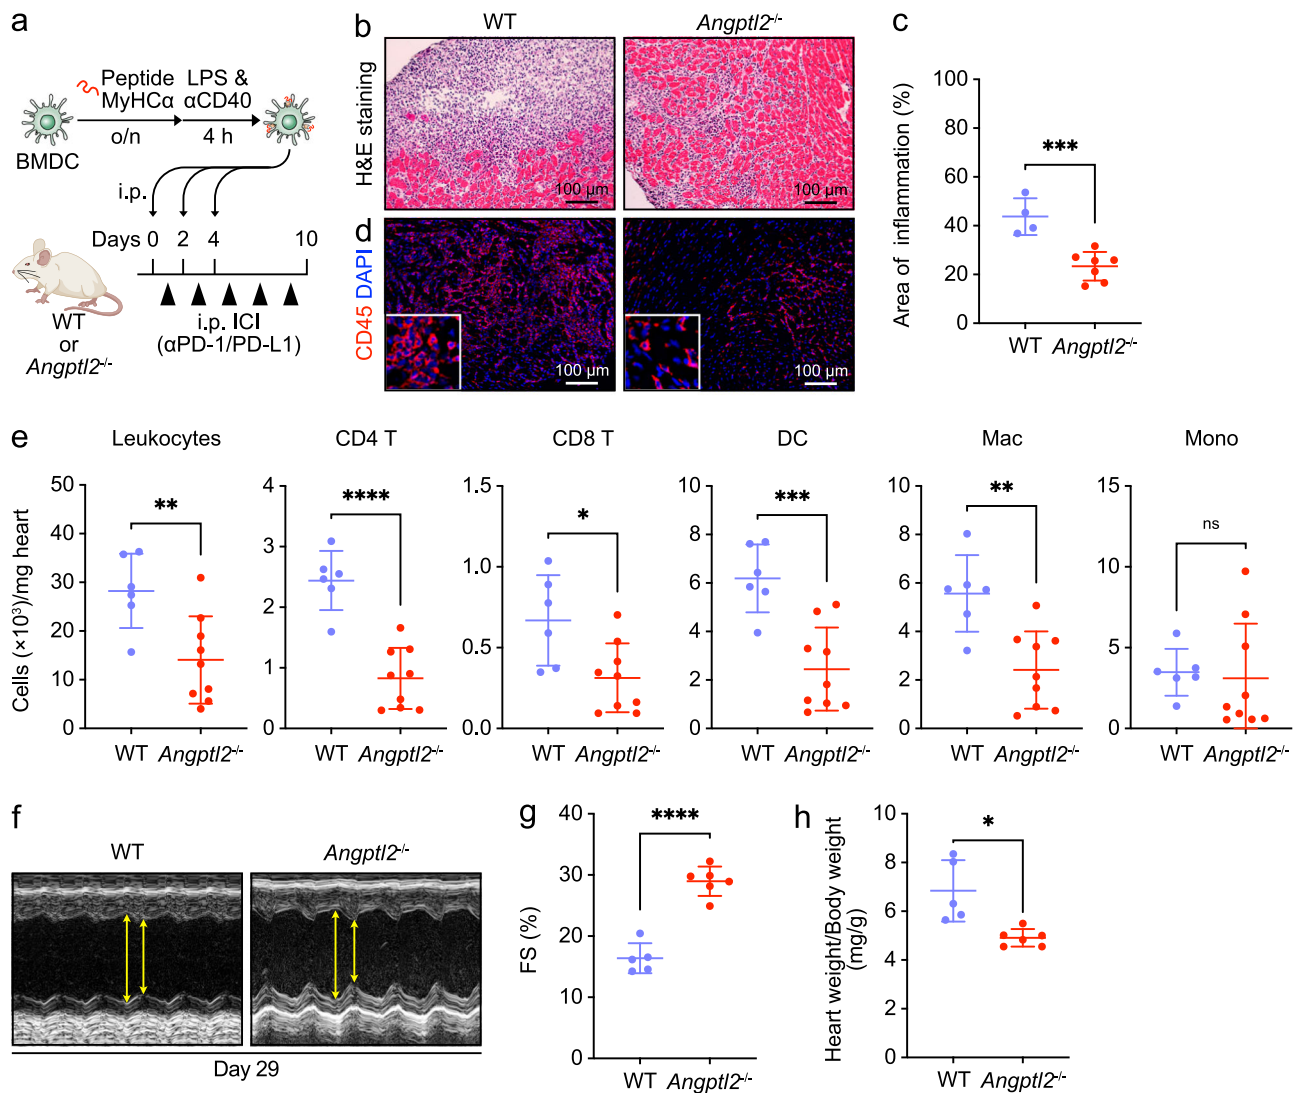 a
Peptide
MyHCα
LPS &
αCD40
o/n
4 h
BMDC
i.p.
Days 0 2 4 10
WT
or
Angptl2-/-
i.p. ICI
(αPD-1/PD-L1)
b
WT
Angptl2-/-
H&E staining
100 µm
100 µm
d
CD45 DAPI
100 µm
100 µm
c
Area of inflammation (%)
100
80
60
40
20
0
***
WT Angptl2-/-
e
Cells (×10³)/mg heart
Leukocytes
50
40
30
20
10
0
**
WT Angptl2-/-
CD4 T
4
3
2
1
0
****
WT Angptl2-/-
CD8 T
1.5
1.0
0.5
0.0
*
WT Angptl2-/-
DC
10
8
6
4
2
0
***
WT Angptl2-/-
Mac
10
8
6
4
2
0
**
WT Angptl2-/-
Mono
15
10
5
0
ns
WT Angptl2-/-
f
WT
Angptl2-/-
Day 29
g
FS (%)
40
30
20
10
0
****
WT Angptl2-/-
h
Heart weight/Body weight
(mg/g)
10
8
6
4
2
0
*
WT Angptl2-/-